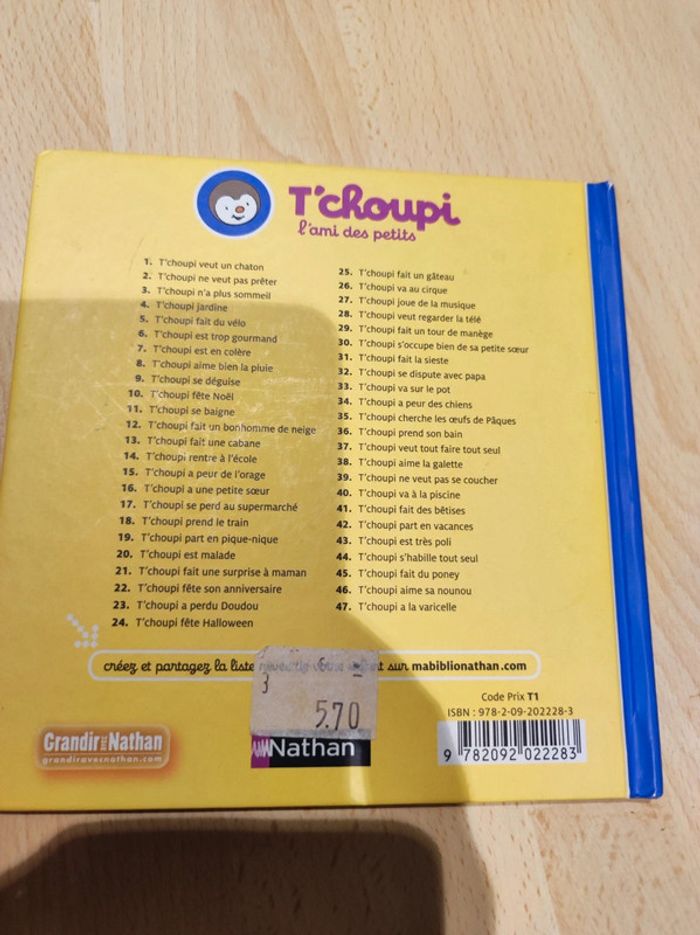 T'choupi
l'ami des petits
1. T'choupi veut un chaton
2. T'choupi ne veut pas prêter
3. T'choupi n'a plus sommeil
4. T'choupi jardine
5. T'choupi fait du vélo
6. T'choupi est trop gourmand
7. T'choupi est en colère
8. T'choupi aime bien la pluie
9. T'choupi se déguise
10. T'choupi fête Noël
11. T'choupi se baigne
12. T'choupi fait un bonhomme de neige
13. T'choupi fait une cabane
14. T'choupi rentre à l'école
15. T'choupi a peur de l'orage
16. T'choupi a une petite sœur
17. T'choupi se perd au supermarché
18. T'choupi prend le train
19. T'choupi part en pique-nique
20. T'choupi est malade
21. T'choupi fait une surprise à maman
22. T'choupi fête son anniversaire
23. T'choupi a perdu Doudou
24. T'choupi fête Halloween
25. T'choupi fait un gâteau
26. T'choupi va au cirque
27. T'choupi joue de la musique
28. T'choupi veut regarder la télé
29. T'choupi fait un tour de manège
30. T'choupi s'occupe bien de sa petite sœur
31. T'choupi fait la sieste
32. T'choupi se dispute avec papa
33. T'choupi va sur le pot
34. T'choupi a peur des chiens
35. T'choupi cherche les œufs de Pâques
36. T'choupi prend son bain
37. T'choupi veut tout faire tout seul
38. T'choupi aime la galette
39. T'choupi ne veut pas se coucher
40. T'choupi va à la piscine
41. T'choupi fait des bêtises
42. T'choupi part en vacances
43. T'choupi est très poli
44. T'choupi s'habille tout seul
45. T'choupi fait du poney
46. T'choupi aime sa nounou
47. T'choupi a la varicelle
créez et partagez la liste sur mabiblionathan.com
3
5.70
Code Prix T1
ISBN : 978-2-09-202228-3
9 782092 022283
Grandir avec Nathan
grandiravecnathan.com
Nathan